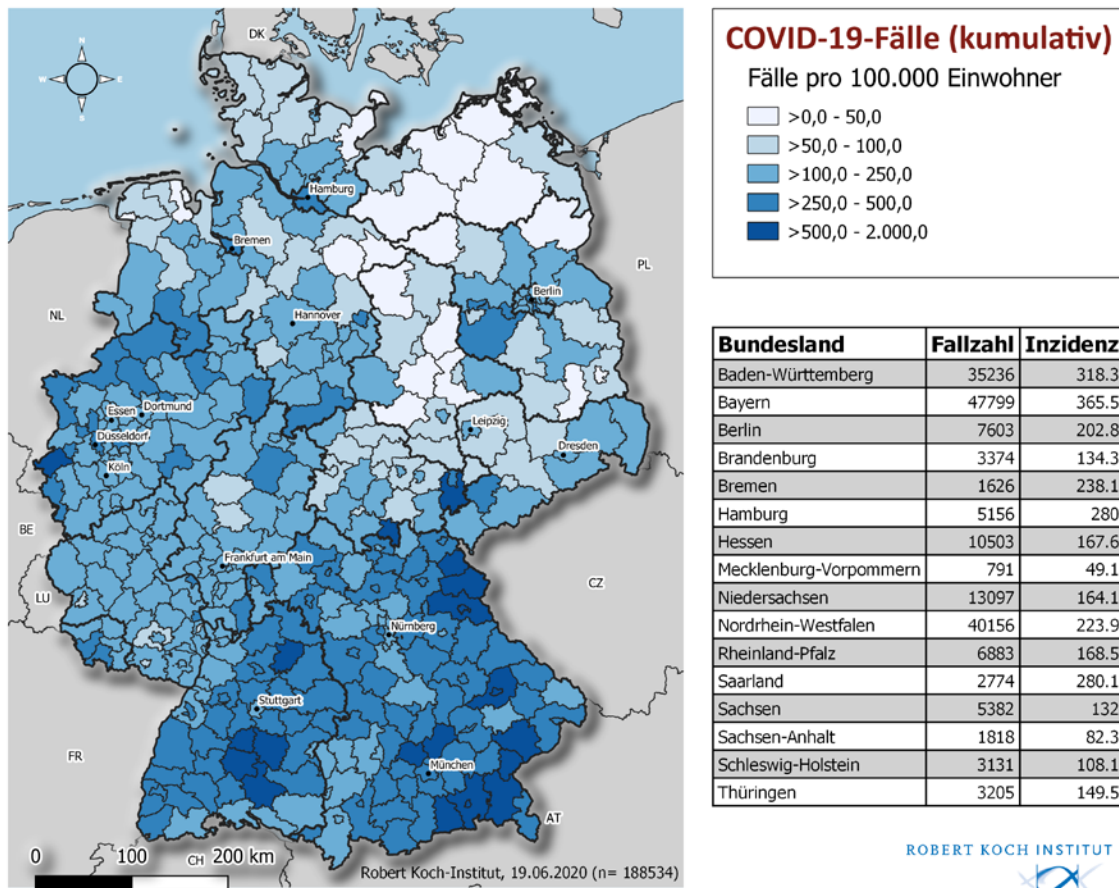 DK
N
W E
S
Hamburg
Bremen
PL
Berlin
NL
Hannover
Essen Dortmund
Düsseldorf
Leipzig
Dresden
Köln
BE
Frankfurt am Main
LU
CZ
Nürnberg
Stuttgart
FR
München
AT
0 100 CH 200 km
Robert Koch-Institut, 19.06.2020 (n= 188534)
COVID-19-Fälle (kumulativ)
Fälle pro 100.000 Einwohner
>0,0 - 50,0
>50,0 - 100,0
>100,0 - 250,0
>250,0 - 500,0
>500,0 - 2.000,0
Bundesland Fallzahl Inzidenz
Baden-Württemberg 35236 318.3
Bayern 47799 365.5
Berlin 7603 202.8
Brandenburg 3374 134.3
Bremen 1626 238.1
Hamburg 5156 280
Hessen 10503 167.6
Mecklenburg-Vorpommern 791 49.1
Niedersachsen 13097 164.1
Nordrhein-Westfalen 40156 223.9
Rheinland-Pfalz 6883 168.5
Saarland 2774 280.1
Sachsen 5382 132
Sachsen-Anhalt 1818 82.3
Schleswig-Holstein 3131 108.1
Thüringen 3205 149.5
ROBERT KOCH INSTITUT